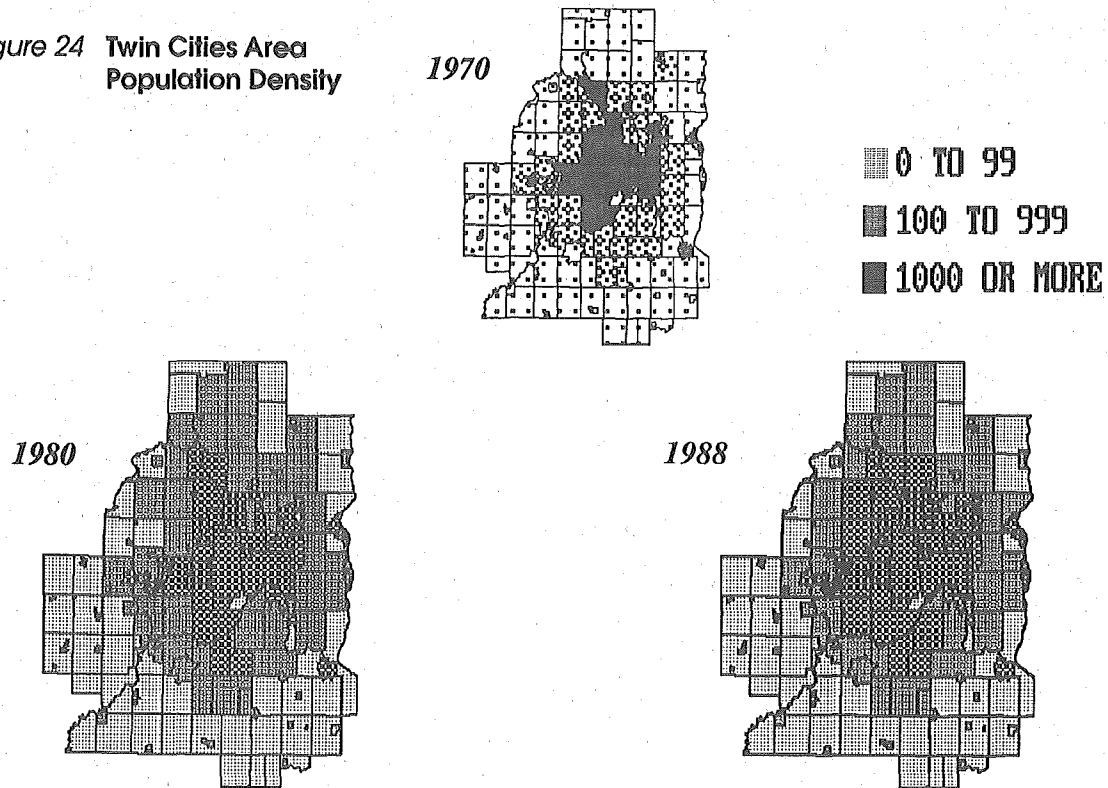 gure 24 Twin Cities Area
Population Density
1970
0 TO 99
100 TO 999
1000 OR MORE
1980
1988